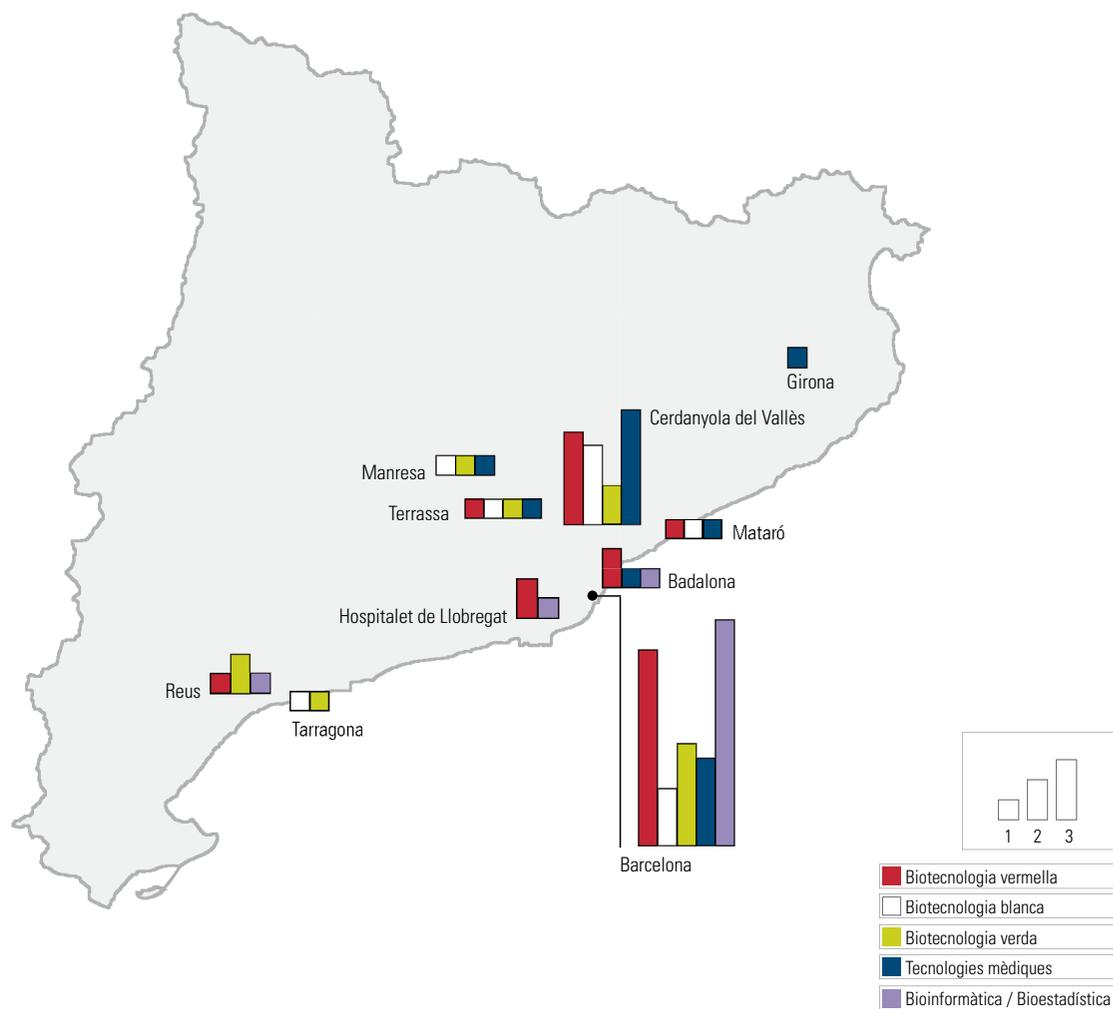 Girona
Cerdanyola del Vallès
Manresa
Terrassa
Mataró
Badalona
Hospitalet de Llobregat
Reus
Tarragona
Barcelona
1 2 3
Biotecnologia vermella
Biotecnologia blanca
Biotecnologia verda
Tecnologies mèdiques
Bioinformàtica / Bioestadística